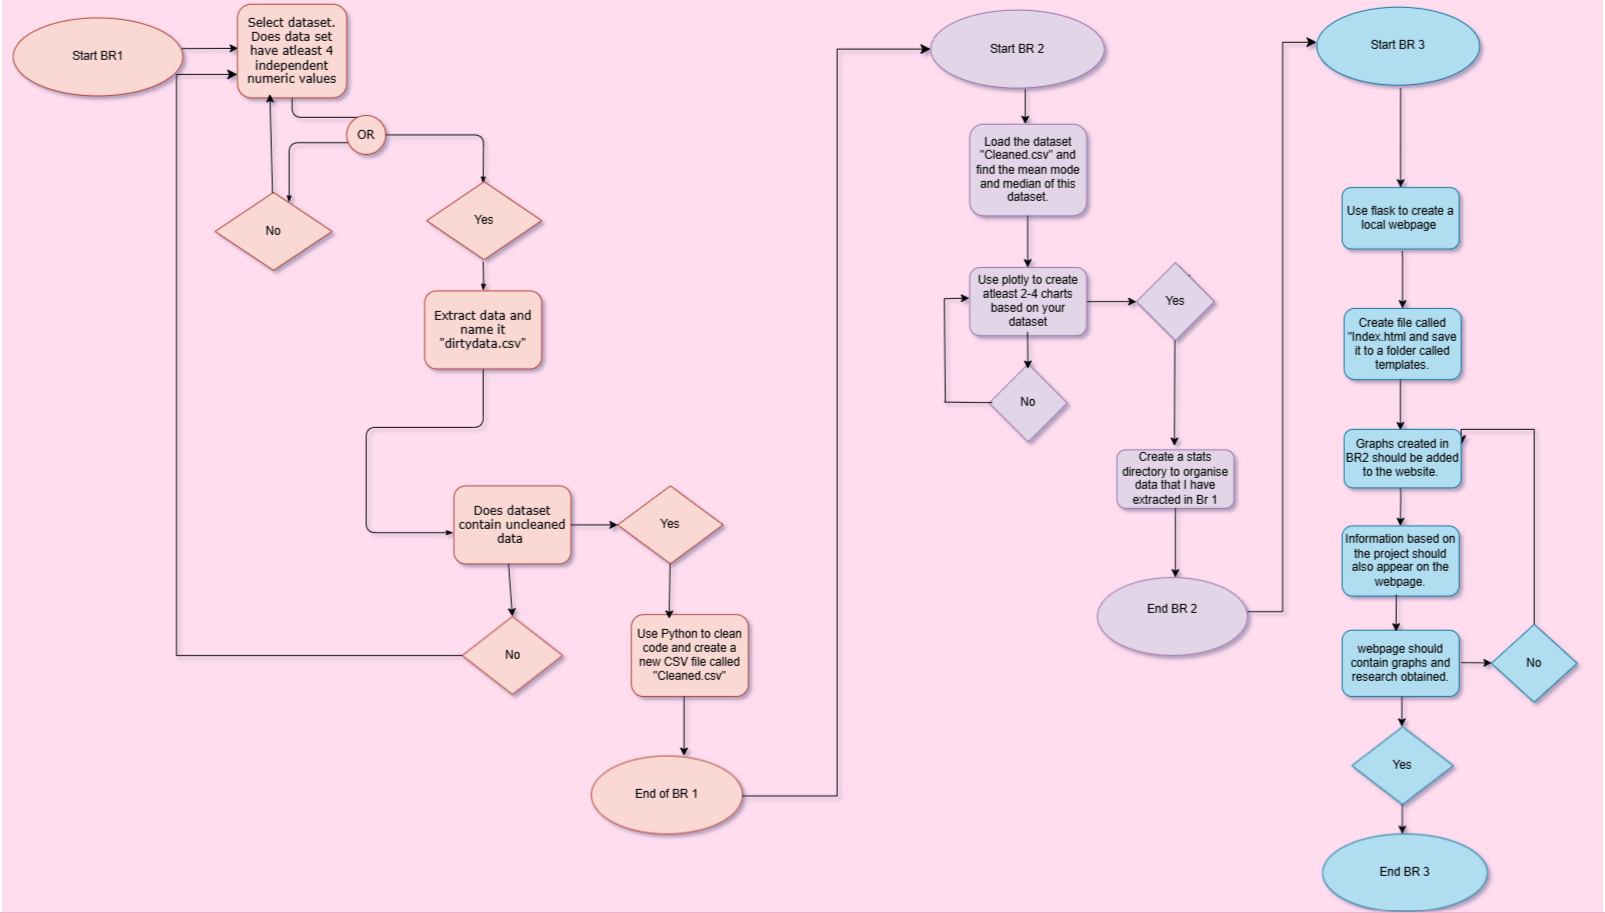 Start BR1
Select dataset.
Does data set
have atleast 4
independent
numeric values
OR
No
Yes
Extract data and
name it
"dirtydata.csv"
Does dataset
contain uncleaned
data
Yes
No
Use Python to clean
code and create a
new CSV file called
"Cleaned.csv"
End of BR 1
Start BR 2
Load the dataset
"Cleaned.csv" and
find the mean mode
and median of this
dataset.
Use plotly to create
atleast 2-4 charts
based on your
dataset
Yes
No
Create a stats
directory to organise
data that I have
extracted in Br 1
End BR 2
Start BR 3
Use flask to create a
local webpage
Create file called
"Index.html and save
it to a folder called
templates.
Graphs created in
BR2 should be added
to the website.
Information based on
the project should
also appear on the
webpage.
webpage should
contain graphs and
research obtained.
No
Yes
End BR 3